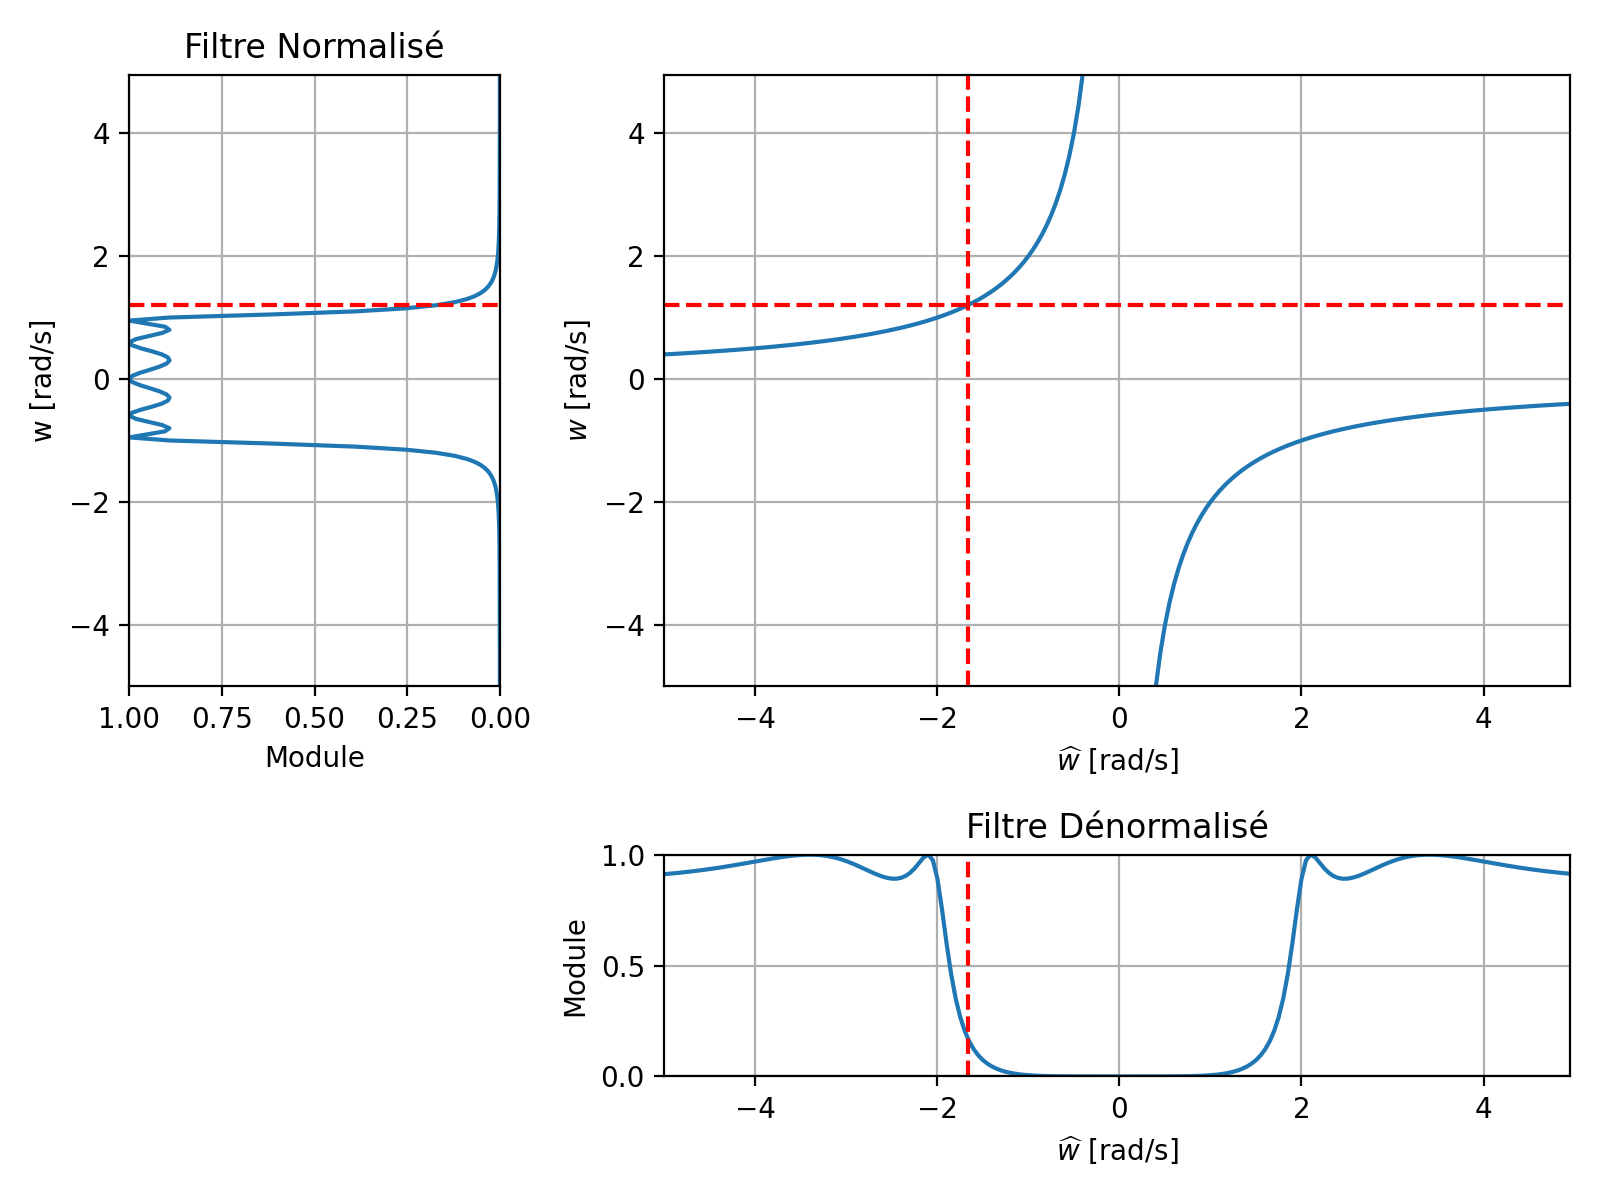 Filtre Normalisé
w [rad/s]
4
2
0
−2
−4
1.00 0.75 0.50 0.25 0.00
Module
w [rad/s]
4
2
0
−2
−4
−4 −2 0 2 4
ŵ [rad/s]
Filtre Dénormalisé
Module
1.0
0.5
0.0
−4 −2 0 2 4
ŵ [rad/s]